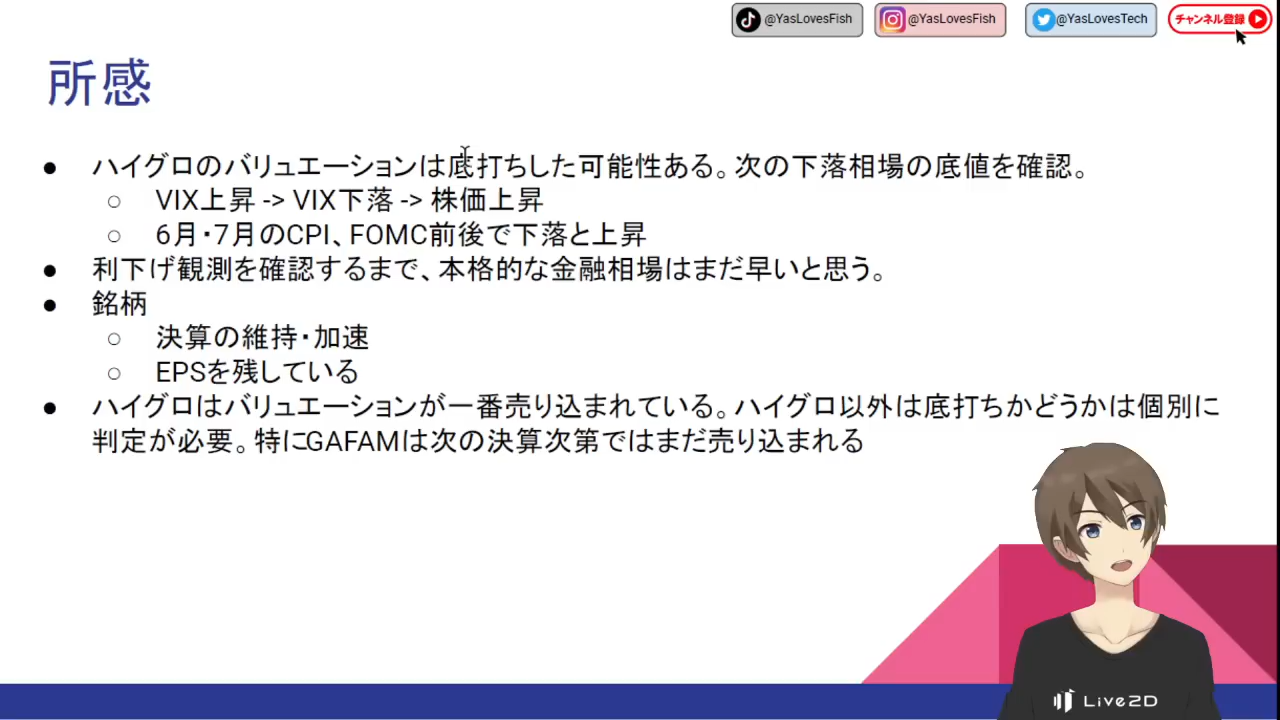 @YasLovesFish @YasLovesFish @YasLovesTech チャンネル登録
所感
● ハイグロのバリュエーションは底打ちした可能性ある。次の下落相場の底値を確認。
○ VIX上昇 -> VIX下落 -> 株価上昇
○ 6月・7月のCPI、FOMC前後で下落と上昇
● 利下げ観測を確認するまで、本格的な金融相場はまだ早いと思う。
● 銘柄
○ 決算の維持・加速
○ EPSを残している
● ハイグロはバリュエーションが一番売り込まれている。ハイグロ以外は底打ちかどうかは個別に
判定が必要。特にGAFAMは次の決算次第ではまだ売り込まれる
Live2D